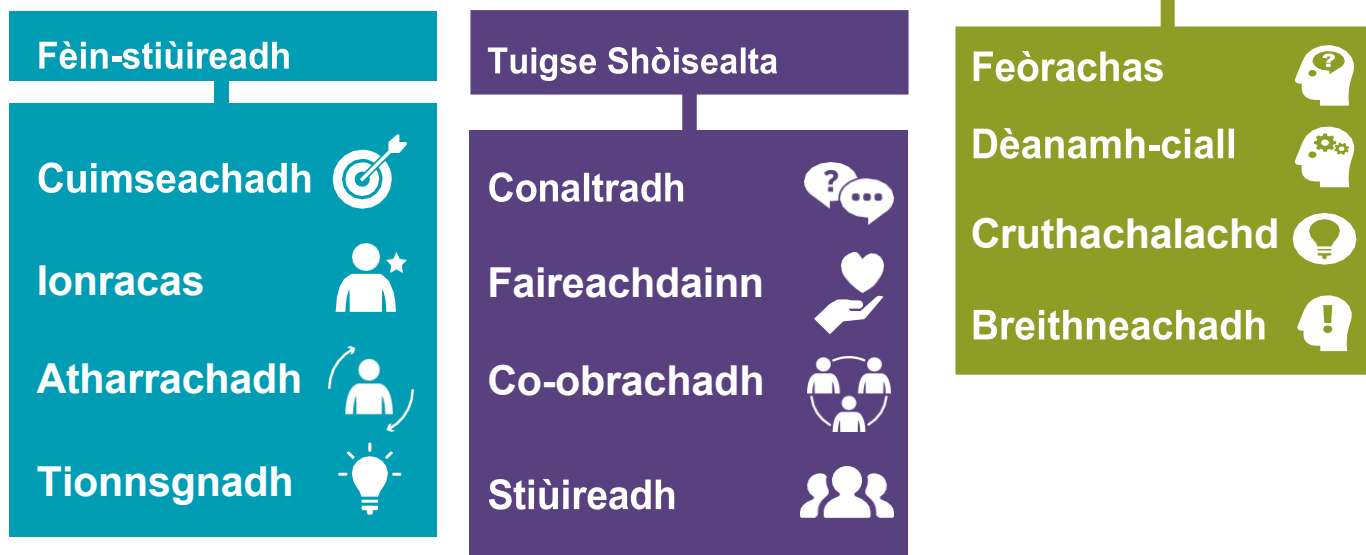 Fèin-stiùireadh
Cuimseachadh
Ionracas
Atharrachadh
Tionnsgnadh
Tuigse Shòisealta
Conaltradh
Faireachdainn
Co-obrachadh
Stiùireadh
Feòrachas
Dèanamh-ciall
Cruthachalachd
Breithneachadh